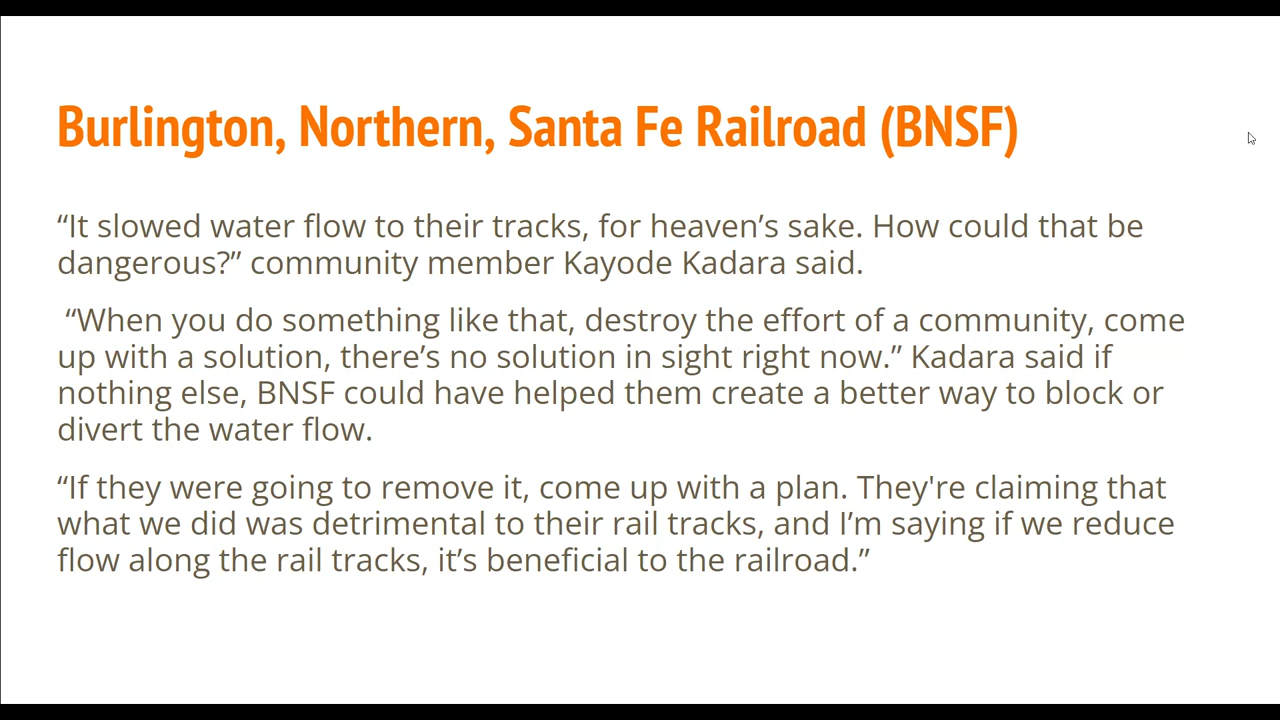 Burlington, Northern, Santa Fe Railroad (BNSF)
“It slowed water flow to their tracks, for heaven’s sake. How could that be
dangerous?” community member Kayode Kadara said.
“When you do something like that, destroy the effort of a community, come
up with a solution, there’s no solution in sight right now.” Kadara said if
nothing else, BNSF could have helped them create a better way to block or
divert the water flow.
“If they were going to remove it, come up with a plan. They're claiming that
what we did was detrimental to their rail tracks, and I’m saying if we reduce
flow along the rail tracks, it’s beneficial to the railroad.”